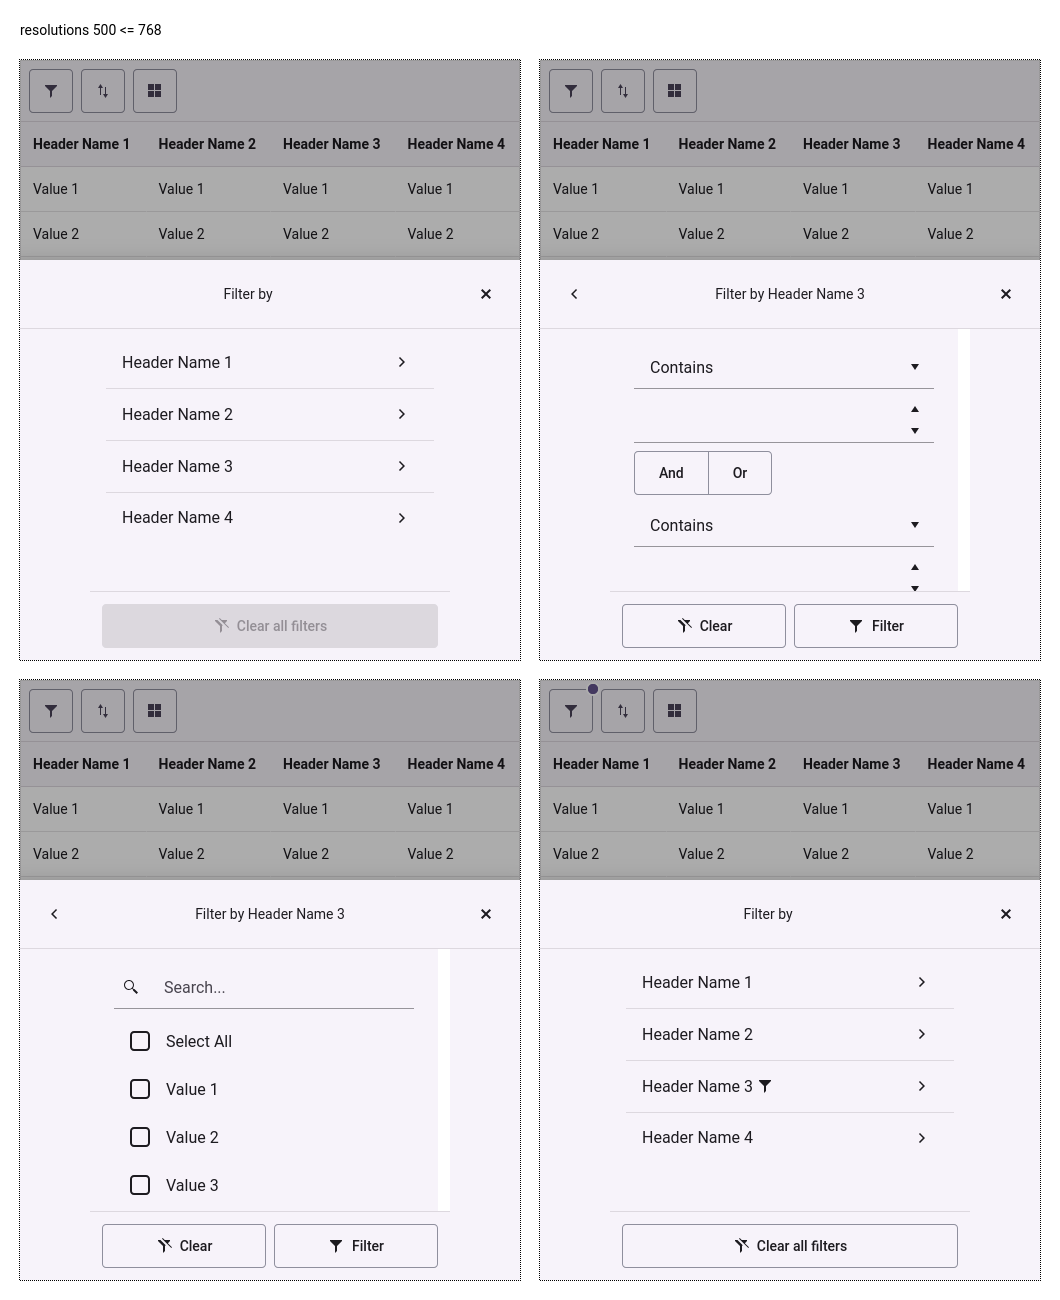 resolutions 500 <= 768
Header Name 1 Header Name 2 Header Name 3 Header Name 4
Value 1 Value 1 Value 1 Value 1
Value 2 Value 2 Value 2 Value 2
Filter by
Header Name 1
Header Name 2
Header Name 3
Header Name 4
Clear all filters
Header Name 1 Header Name 2 Header Name 3 Header Name 4
Value 1 Value 1 Value 1 Value 1
Value 2 Value 2 Value 2 Value 2
Filter by Header Name 3
Contains
And Or
Contains
Clear Filter
Header Name 1 Header Name 2 Header Name 3 Header Name 4
Value 1 Value 1 Value 1 Value 1
Value 2 Value 2 Value 2 Value 2
Filter by Header Name 3
Search...
Select All
Value 1
Value 2
Value 3
Clear Filter
Header Name 1 Header Name 2 Header Name 3 Header Name 4
Value 1 Value 1 Value 1 Value 1
Value 2 Value 2 Value 2 Value 2
Filter by
Header Name 1
Header Name 2
Header Name 3
Header Name 4
Clear all filters